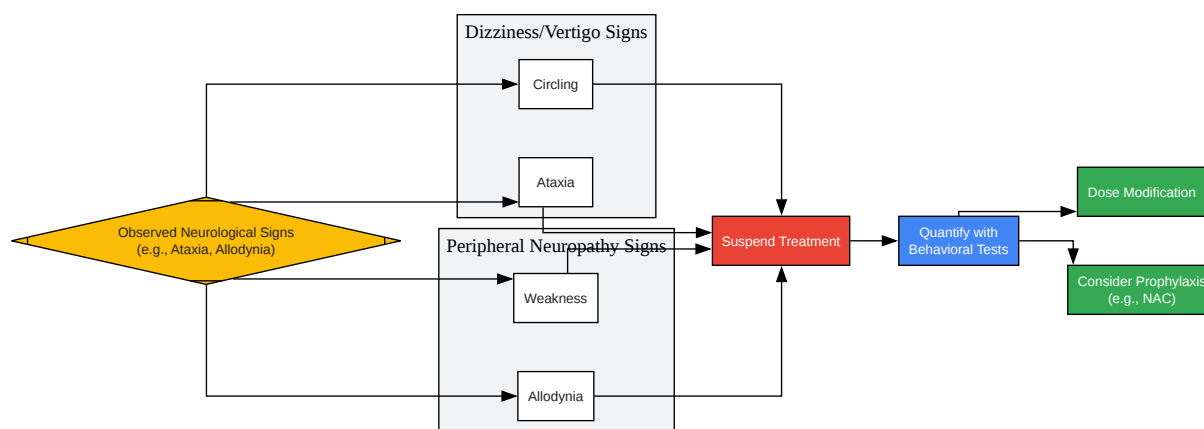 Dizziness/Vertigo Signs
Circling
Ataxia
Observed Neurological Signs
(e.g., Ataxia, Allodynia)
Peripheral Neuropathy Signs
Weakness
Allodynia
Suspend Treatment
Quantify with
Behavioral Tests
Dose Modification
Consider Prophylaxis
(e.g., NAC)